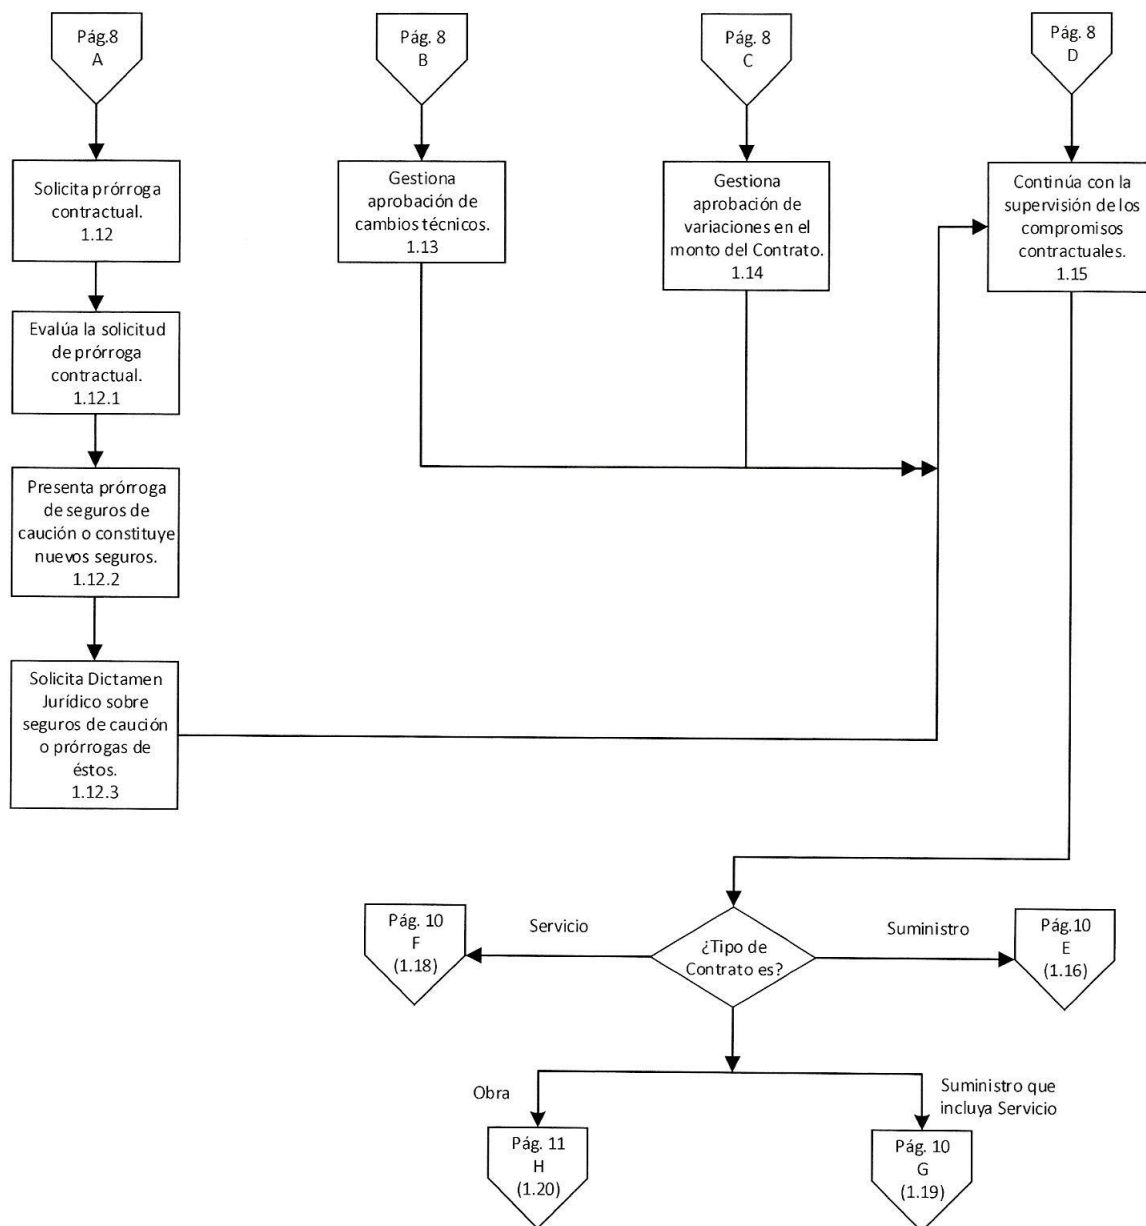 Pág.8
A
Pág. 8
B
Pág. 8
C
Pág. 8
D
Solicita prórroga
contractual.
1.12
Gestiona
aprobación de
cambios técnicos.
1.13
Gestiona
aprobación de
variaciones en el
monto del Contrato.
1.14
Continúa con la
supervisión de los
compromisos
contractuales.
1.15
Evalúa la solicitud
de prórroga
contractual.
1.12.1
Presenta prórroga
de seguros de
caución o constituye
nuevos seguros.
1.12.2
Solicita Dictamen
Jurídico sobre
seguros de caución
o prórrogas de
éstos.
1.12.3
Pág. 10
F
(1.18)
Servicio
¿Tipo de
Contrato es?
Suministro
Pág.10
E
(1.16)
Obra
Suministro que
incluya Servicio
Pág. 11
H
(1.20)
Pág. 10
G
(1.19)